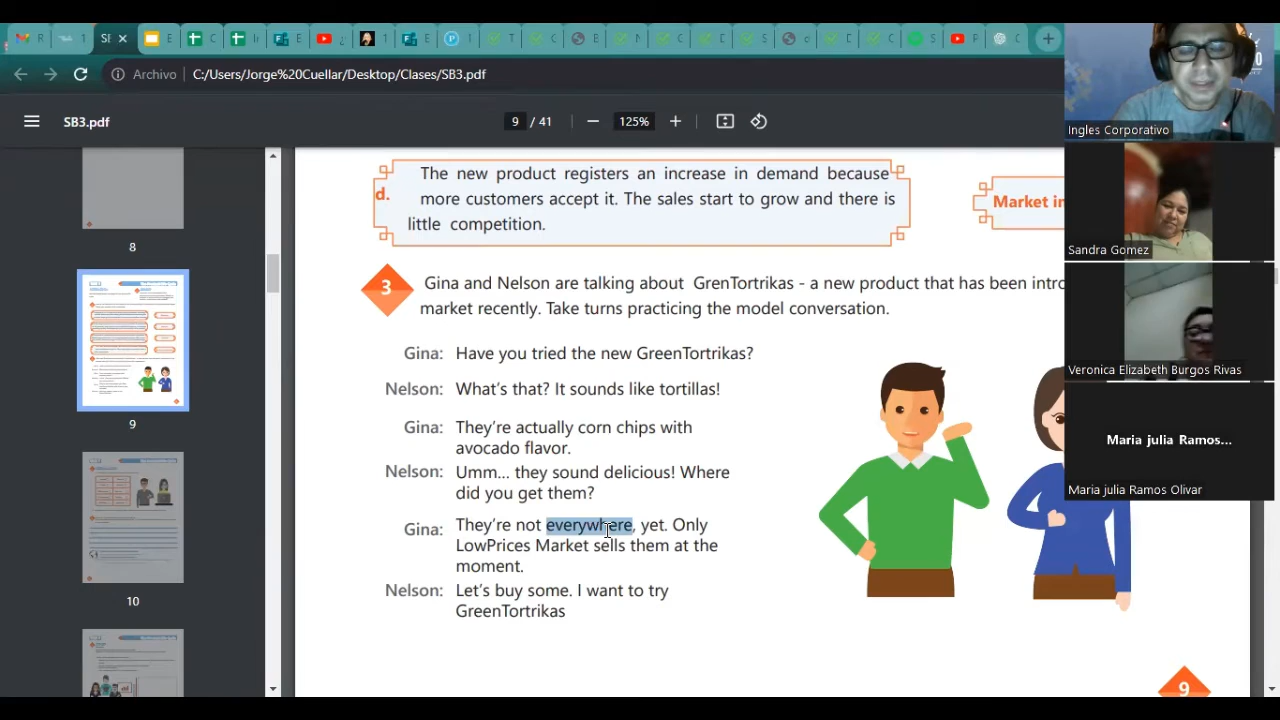 R
1
SE
E
C
I
E
¿
1
E
1
T
C
E
N
C
D
S
c
D
C
S
P
C
Archivo
C:/Users/Jorge%20Cuellar/Desktop/Clases/SB3.pdf
SB3.pdf
9 / 41
125%
8
9
10
The new product registers an increase in demand because
d.
more customers accept it. The sales start to grow and there is
little competition.
Market in
3
Gina and Nelson are talking about GrenTortrikas - a new product that has been intro
market recently. Take turns practicing the model conversation.
Gina: Have you tried the new GreenTortrikas?
Nelson: What's that? It sounds like tortillas!
Gina: They're actually corn chips with
avocado flavor.
Nelson: Umm... they sound delicious! Where
did you get them?
Gina: They're not everywhere, yet. Only
LowPrices Market sells them at the
moment.
Nelson: Let's buy some. I want to try
GreenTortrikas
9
Ingles Corporativo
Sandra Gomez
Veronica Elizabeth Burgos Rivas
Maria julia Ramos...
Maria julia Ramos Olivar